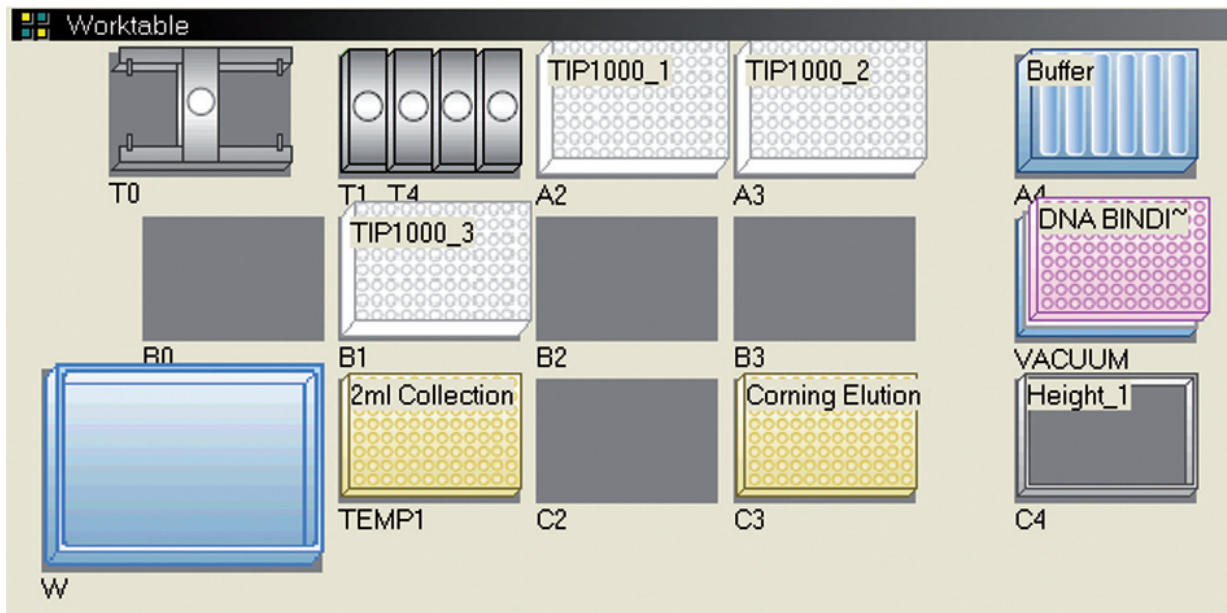 Worktable
TIP1000_1
TIP1000_2
Buffer
T0
T1_T4
A2
A3
A4
TIP1000_3
DNA BINDI~
B0
B1
B2
B3
VACUUM
2ml Collection
Corning Elution
Height_1
TEMP1
C2
C3
C4
W